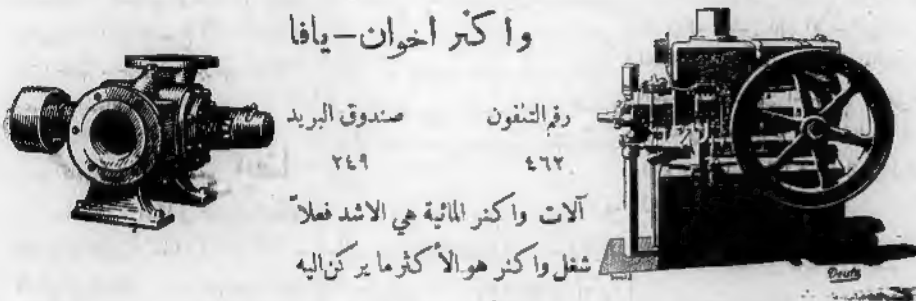 واكنر اخوان – يافا
رقم التلفون صندوق البريد
٤٦٢ ٢٤٩
آلات واكنر المائية هي الاشد فعلاً
شغل واكنر هو الأكثر ما يركن اليه
Deutz